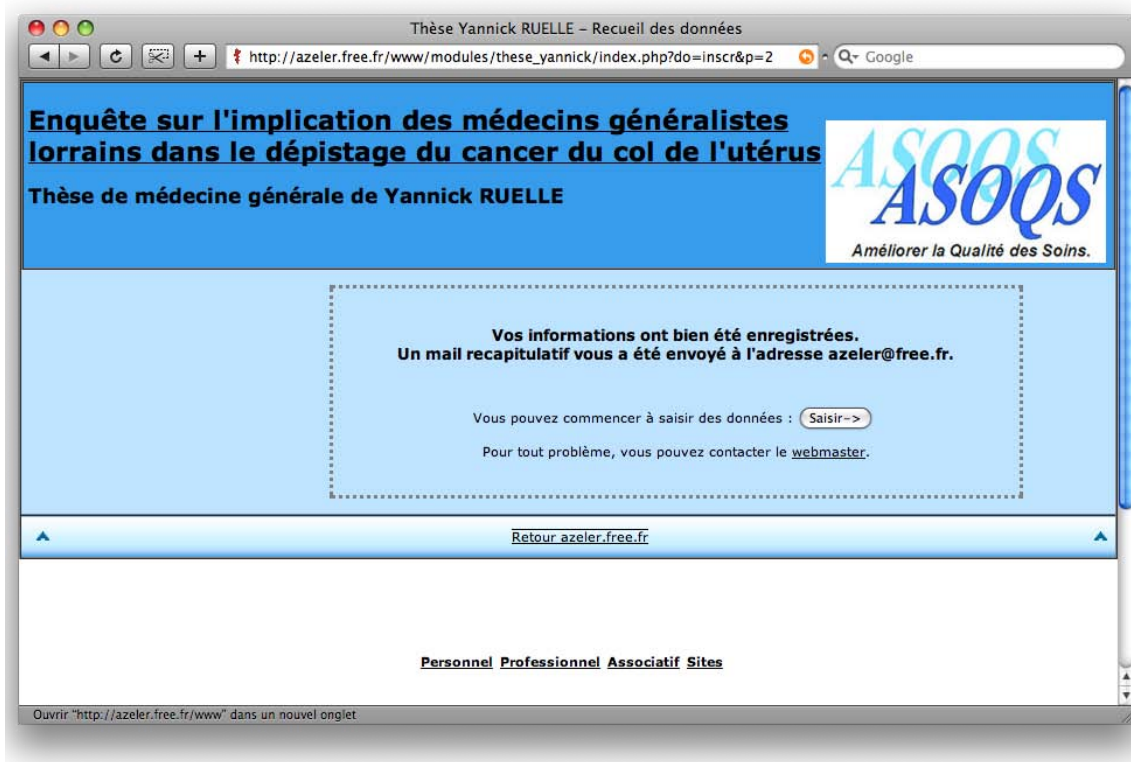 Thèse Yannick RUELLE – Recueil des données
http://azeler.free.fr/www/modules/these_yannick/index.php?do=inscr&p=2
Google
Enquête sur l'implication des médecins généralistes
lorrains dans le dépistage du cancer du col de l'utérus
Thèse de médecine générale de Yannick RUELLE
ASOQS
ASOQS
Améliorer la Qualité des Soins.
Vos informations ont bien été enregistrées.
Un mail recapitulatif vous a été envoyé à l'adresse azeler@free.fr.
Vous pouvez commencer à saisir des données : Saisir->
Pour tout problème, vous pouvez contacter le webmaster.
Retour azeler.free.fr
Personnel Professionnel Associatif Sites
Ouvrir "http://azeler.free.fr/www" dans un nouvel onglet